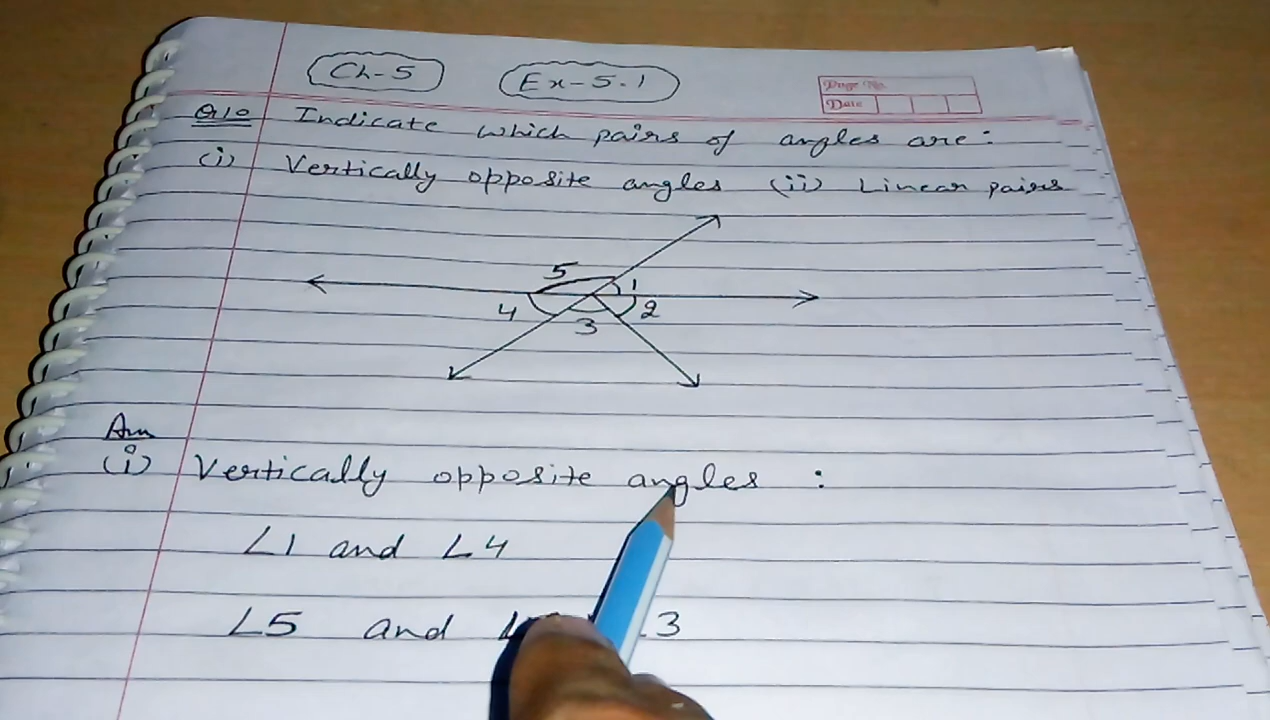 Ch-5 Ex-5.1
Page No.
Date
Q10 Indicate which pairs of angles are:
(i) Vertically opposite angles (ii) Linear pairs
5 1
4 3 2
Ans
(i) Vertically opposite angles :
∠1 and ∠4
∠5 and 3